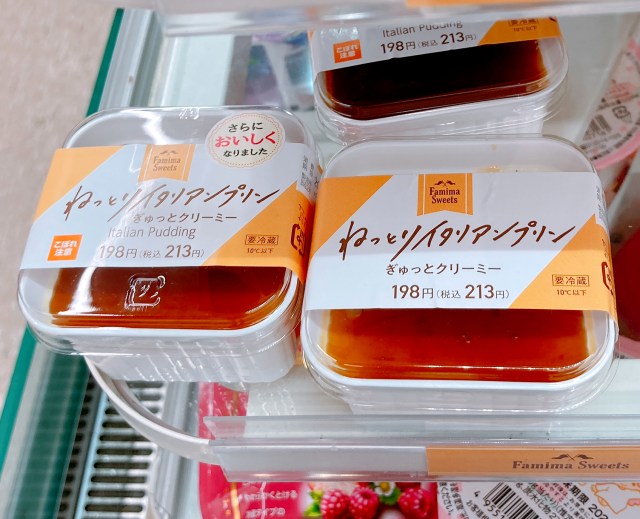 Italian Pudding
198円(税込 213円)
こぼれ
注意
要冷蔵
10℃以下
さらに
おいしく
なりました
Famima
Sweets
ねっとりイタリアンプリン
ぎゅっとクリーミー
Italian Pudding
198円(税込 213円)
こぼれ
注意
要冷蔵
10℃以下
Famima
Sweets
ねっとりイタリアンプリン
ぎゅっとクリーミー
198円(税込 213円)
要冷蔵
10℃以下
Famima Sweets